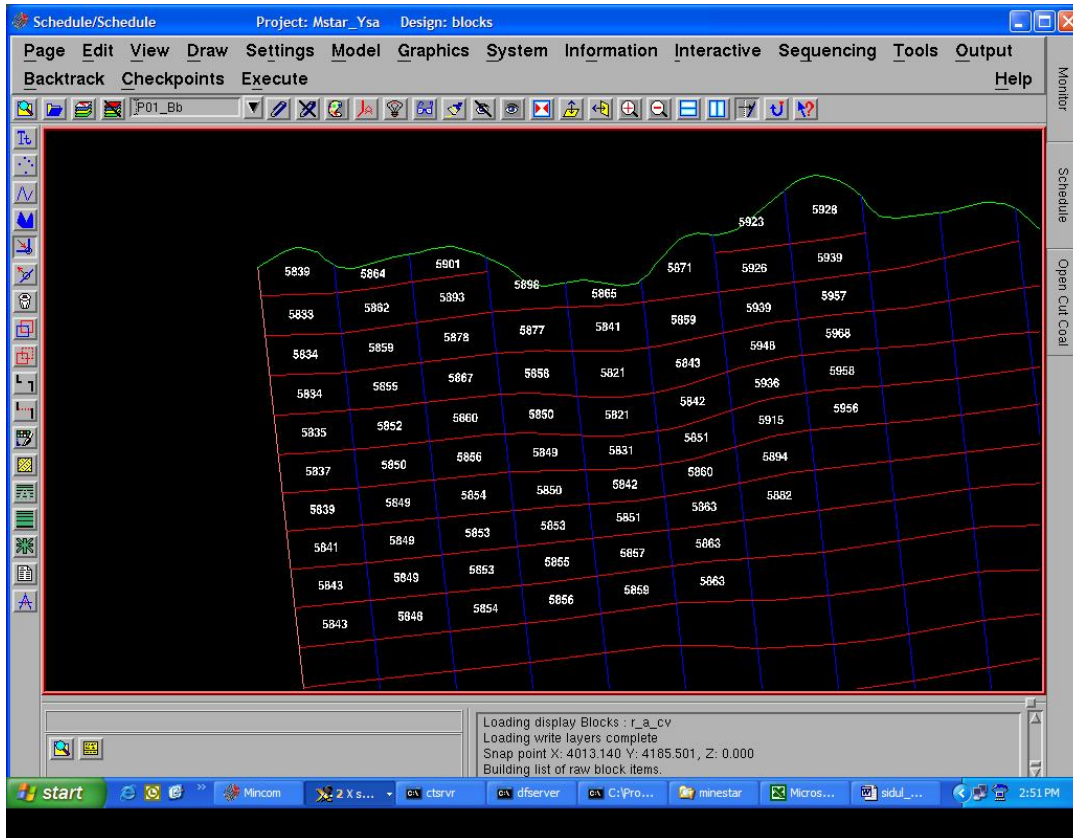 Schedule/Schedule Project: Mstar_Ysa Design: blocks
Page Edit View Draw Settings Model Graphics System Information Interactive Sequencing Tools Output
Backtrack Checkpoints Execute Help
P01_Bb
Monitor
Schedule
Open Cut Coal
5923 5928
5839 5864 5901 5898 5865 5871 5926 5939
5833 5862 5893 5877 5841 5859 5939 5957
5834 5859 5878 5858 5821 5843 5948 5968
5834 5855 5867 5850 5821 5842 5936 5958
5835 5852 5860 5849 5831 5851 5915 5956
5837 5850 5856 5850 5842 5860 5894
5839 5849 5854 5853 5851 5863 5882
5841 5849 5853 5855 5857 5863
5843 5849 5853 5856 5859 5863
5843 5848 5854
Loading display Blocks : r_a_cv
Loading write layers complete
Snap point X: 4013.140 Y: 4185.501, Z: 0.000
Building list of raw block items.
start Mincom 2 X s... ctsrvr dfserver C:\Pro... minestar Micros... sidul_... 2:51 PM